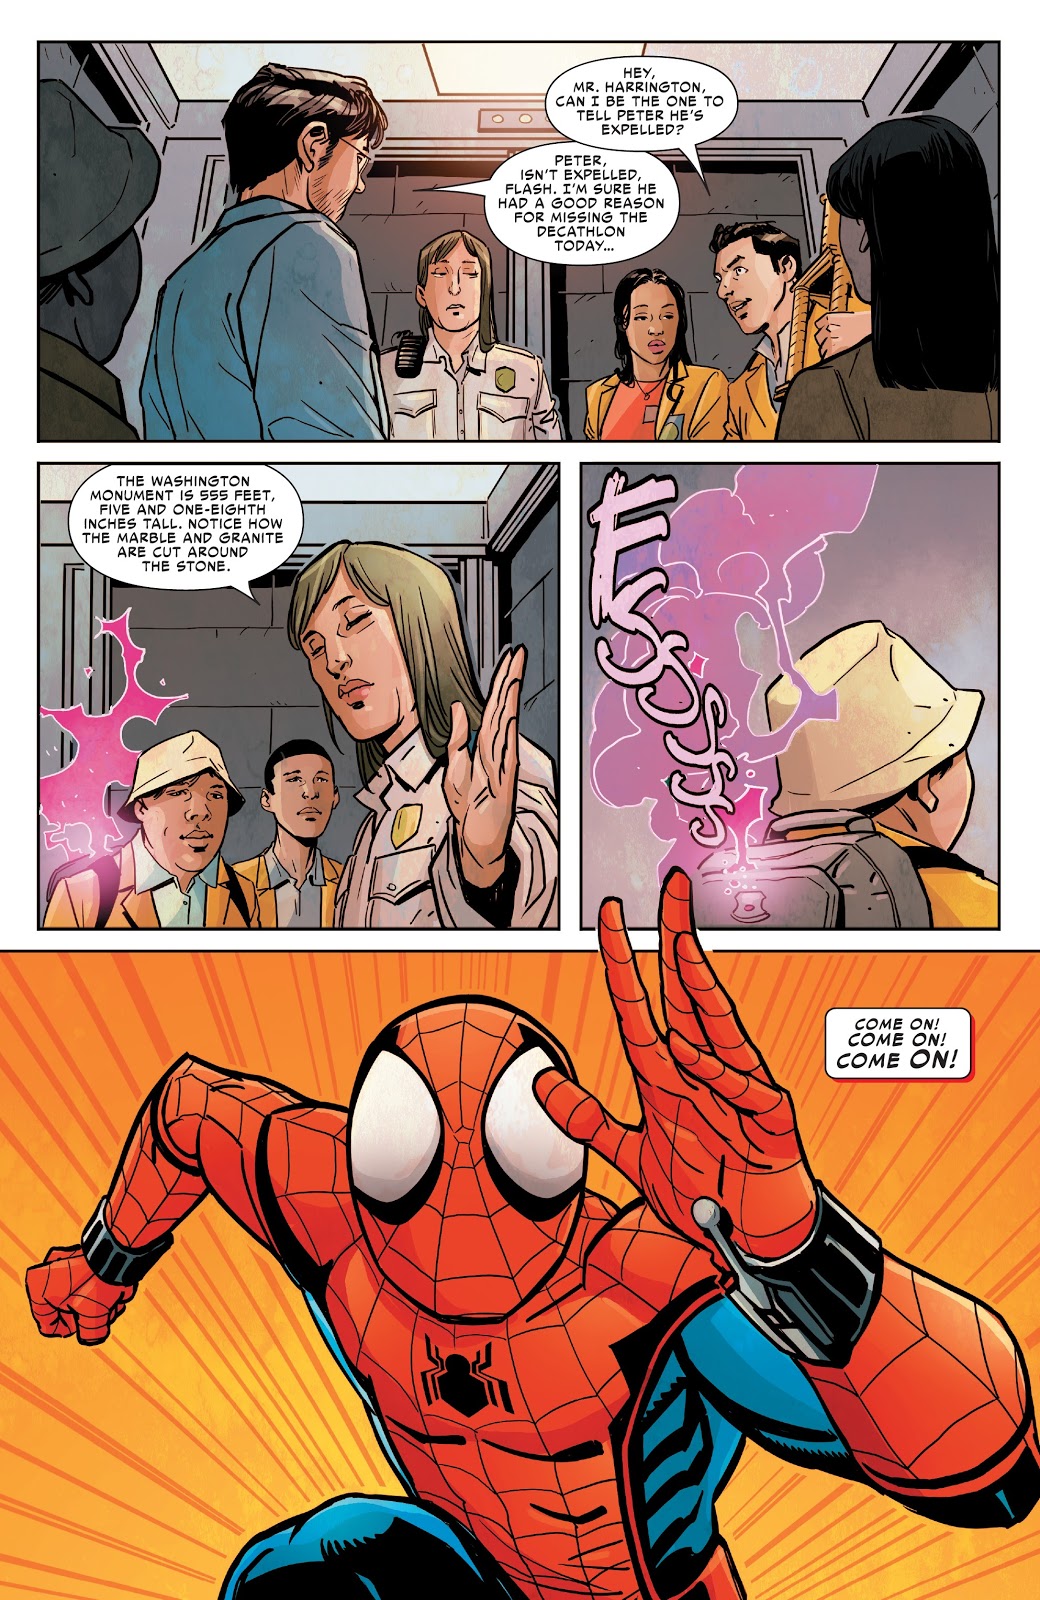 HEY,
MR. HARRINGTON,
CAN I BE THE ONE TO
TELL PETER HE'S
EXPELLED?
PETER,
ISN'T EXPELLED,
FLASH. I'M SURE HE
HAD A GOOD REASON
FOR MISSING THE
DECATHLON
TODAY...
THE WASHINGTON
MONUMENT IS 555 FEET,
FIVE AND ONE-EIGHTH
INCHES TALL. NOTICE HOW
THE MARBLE AND GRANITE
ARE CUT AROUND
THE STONE.
FSSSSSS
COME ON!
COME ON!
COME ON!